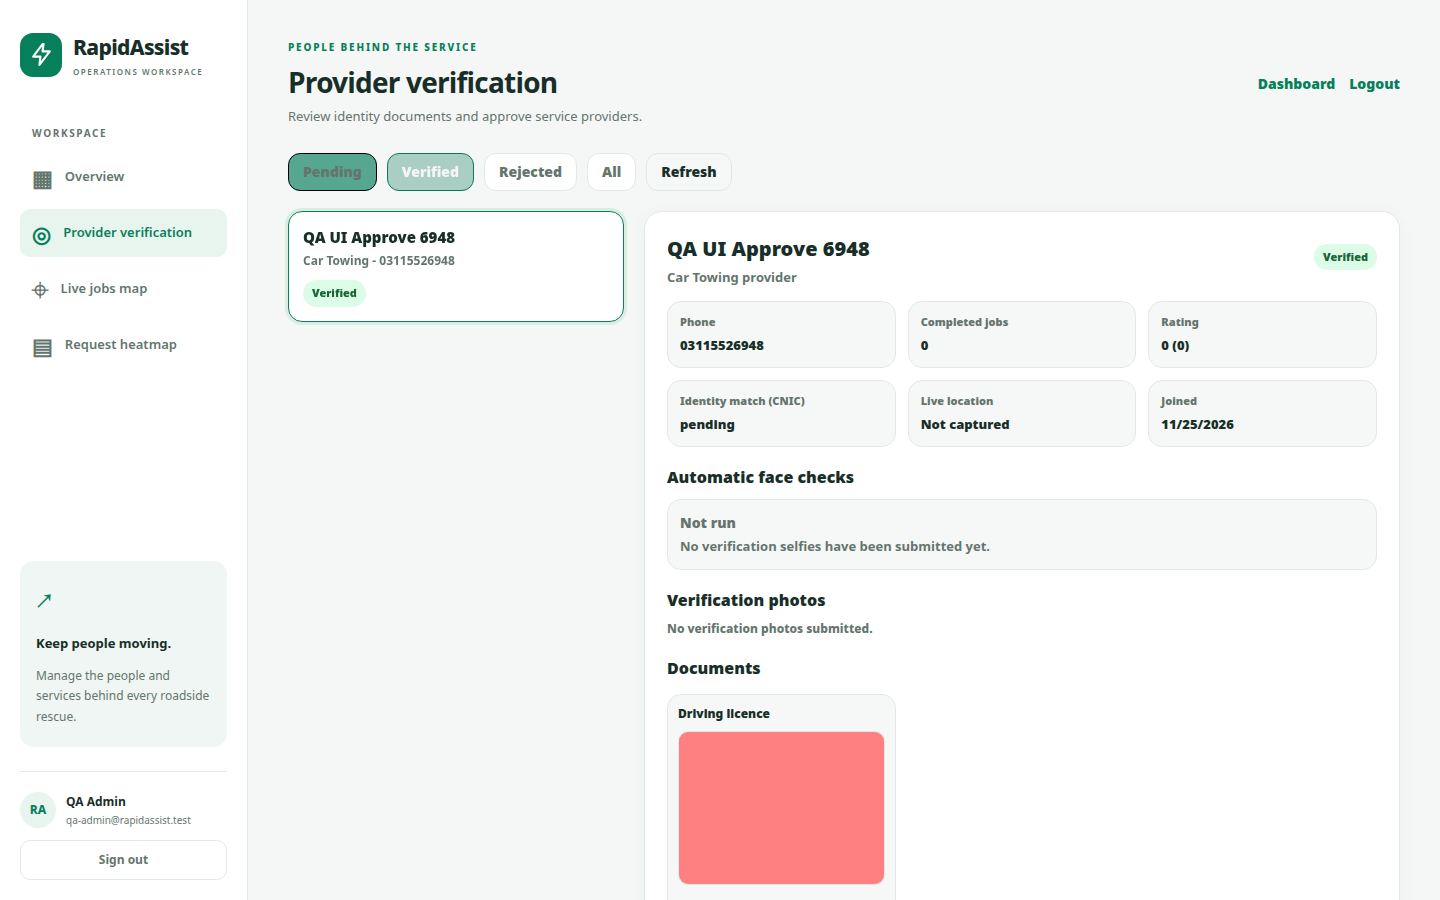 RapidAssist
OPERATIONS WORKSPACE
WORKSPACE
Overview
Provider verification
Live jobs map
Request heatmap
Keep people moving.
Manage the people and
services behind every roadside
rescue.
RA
QA Admin
qa-admin@rapidassist.test
Sign out
PEOPLE BEHIND THE SERVICE
Provider verification
Review identity documents and approve service providers.
Dashboard Logout
Pending Verified Rejected All Refresh
QA UI Approve 6948
Car Towing - 03115526948
Verified
QA UI Approve 6948
Car Towing provider
Verified
Phone
03115526948
Completed jobs
0
Rating
0 (0)
Identity match (CNIC)
pending
Live location
Not captured
Joined
11/25/2026
Automatic face checks
Not run
No verification selfies have been submitted yet.
Verification photos
No verification photos submitted.
Documents
Driving licence